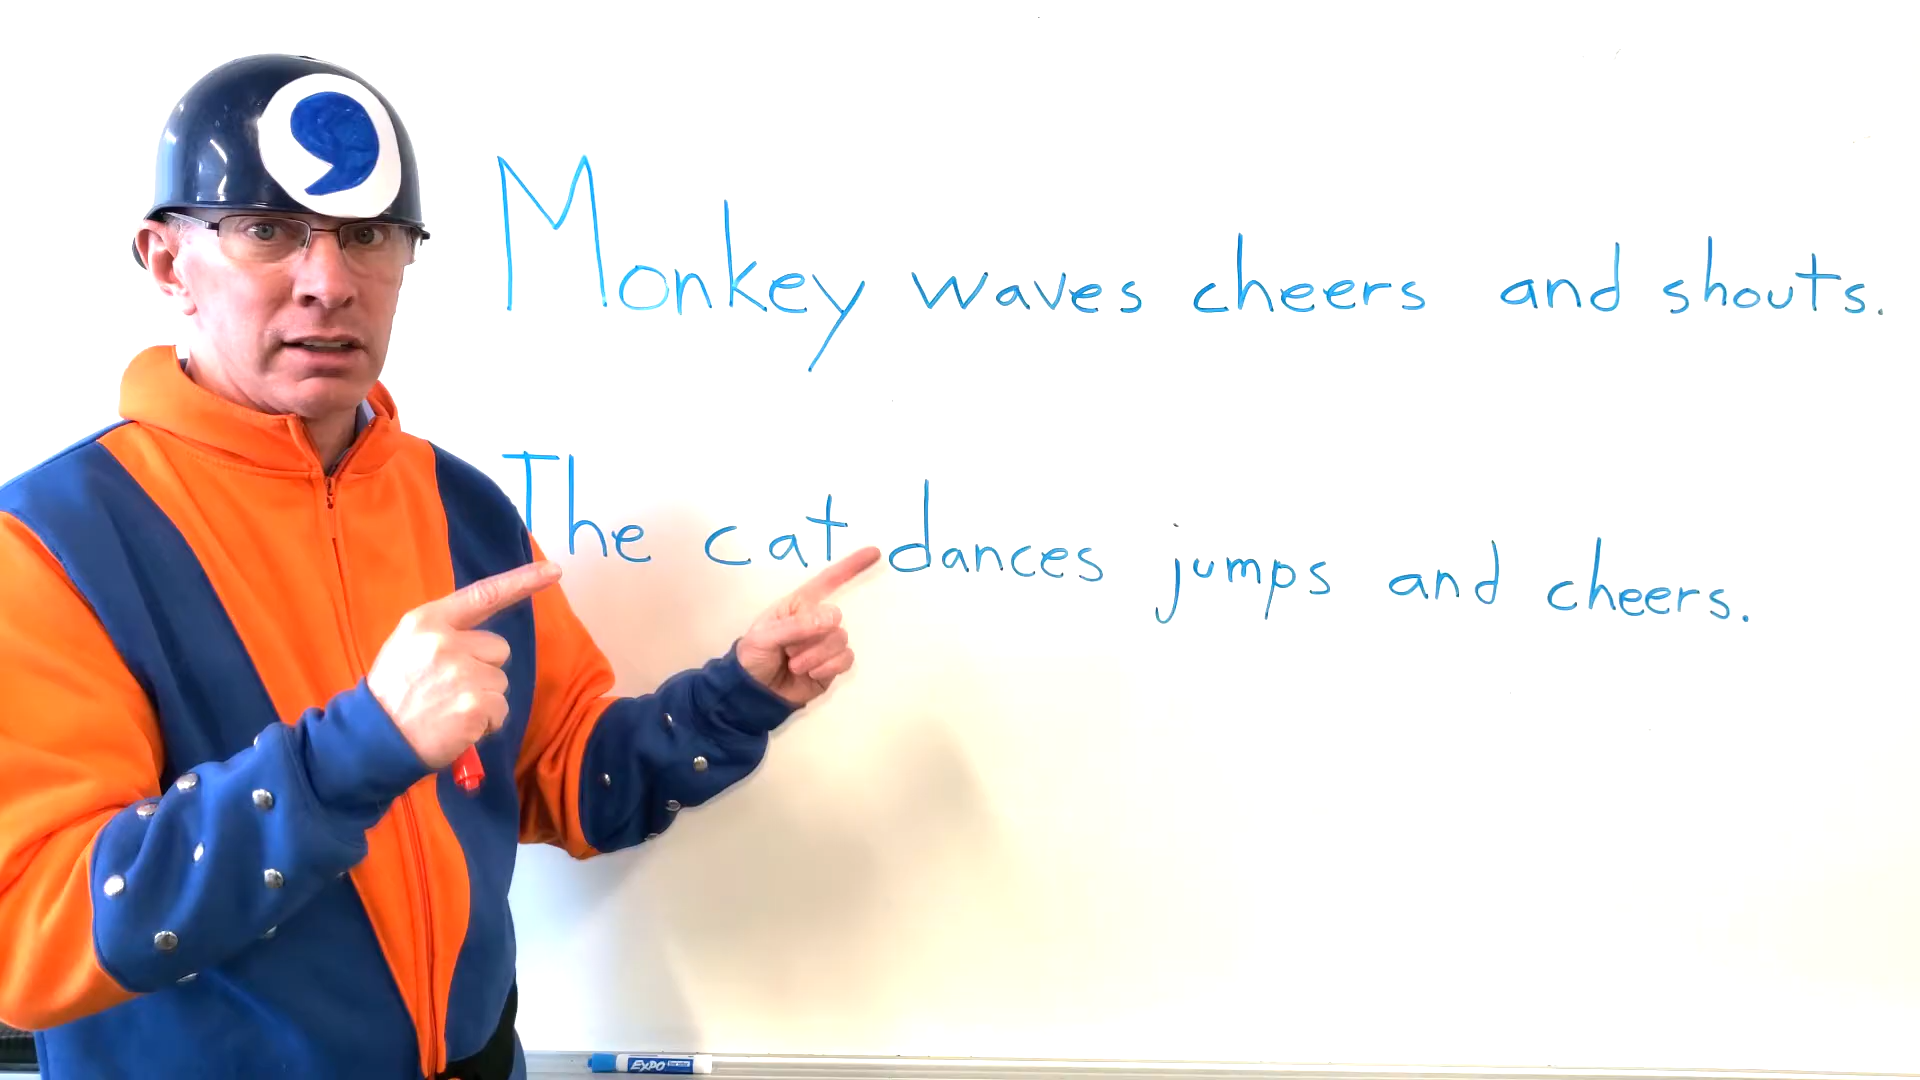 Monkey waves cheers and shouts.
The cat dances jumps and cheers.
EXPO